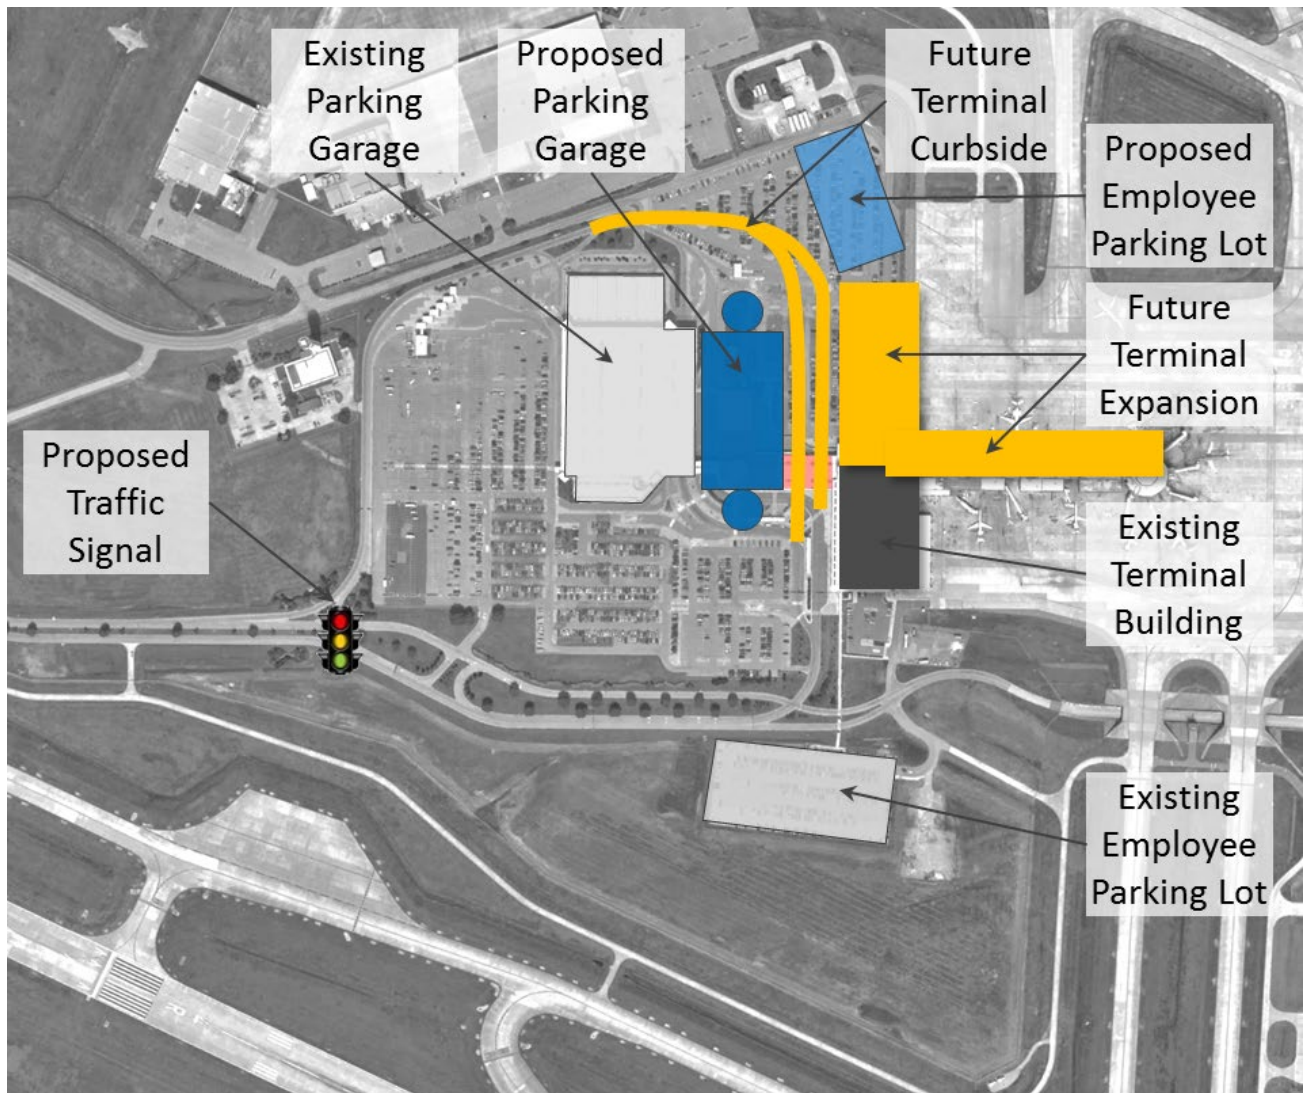 Existing
Parking
Garage
Proposed
Parking
Garage
Future
Terminal
Curbside
Proposed
Employee
Parking Lot
Future
Terminal
Expansion
Proposed
Traffic
Signal
Existing
Terminal
Building
Existing
Employee
Parking Lot